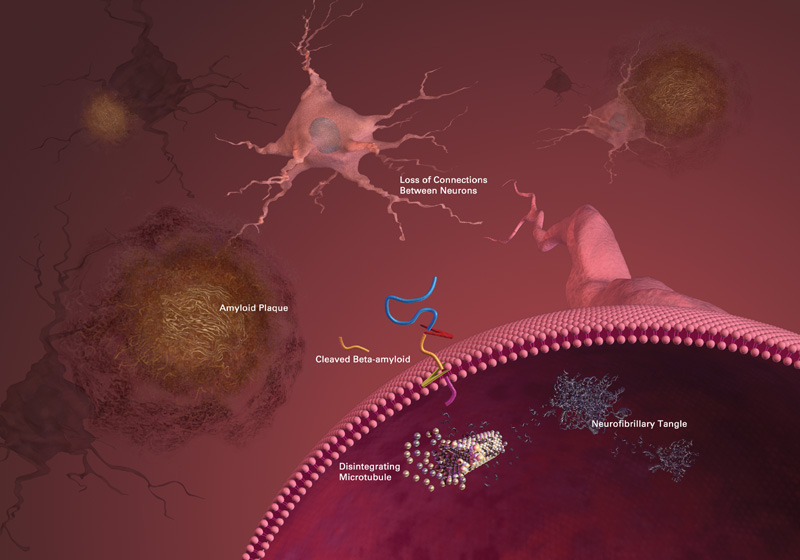 Loss of Connections
Between Neurons
Amyloid Plaque
Cleaved Beta-amyloid
Neurofibrillary Tangle
Disintegrating
Microtubule